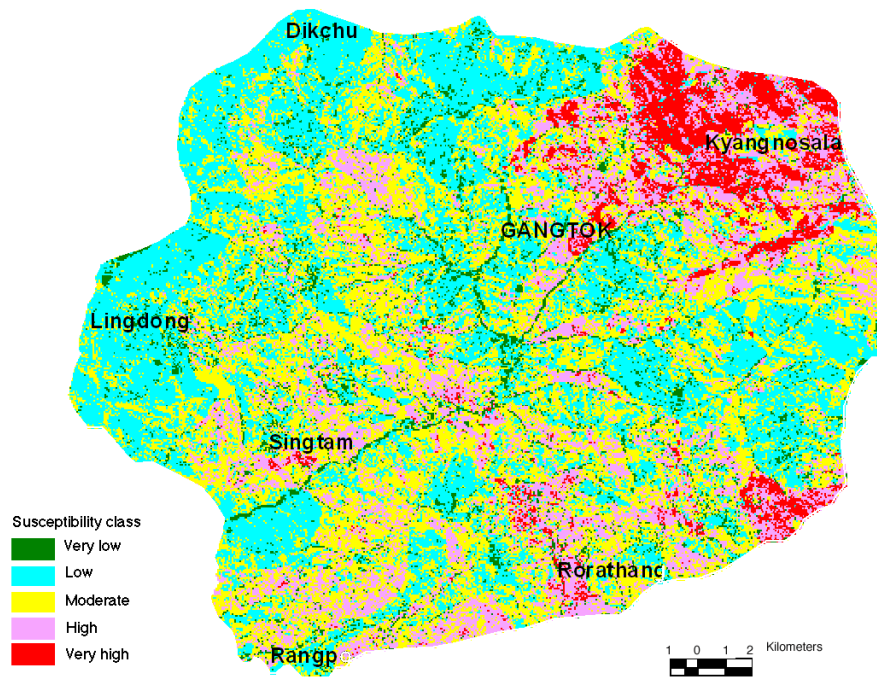 Dikchu
Kyangnosala
GANGTOK
Lingdong
Singtam
Rorathang
Rangp
Susceptibility class
Very low
Low
Moderate
High
Very high
1 0 1 2 Kilometers